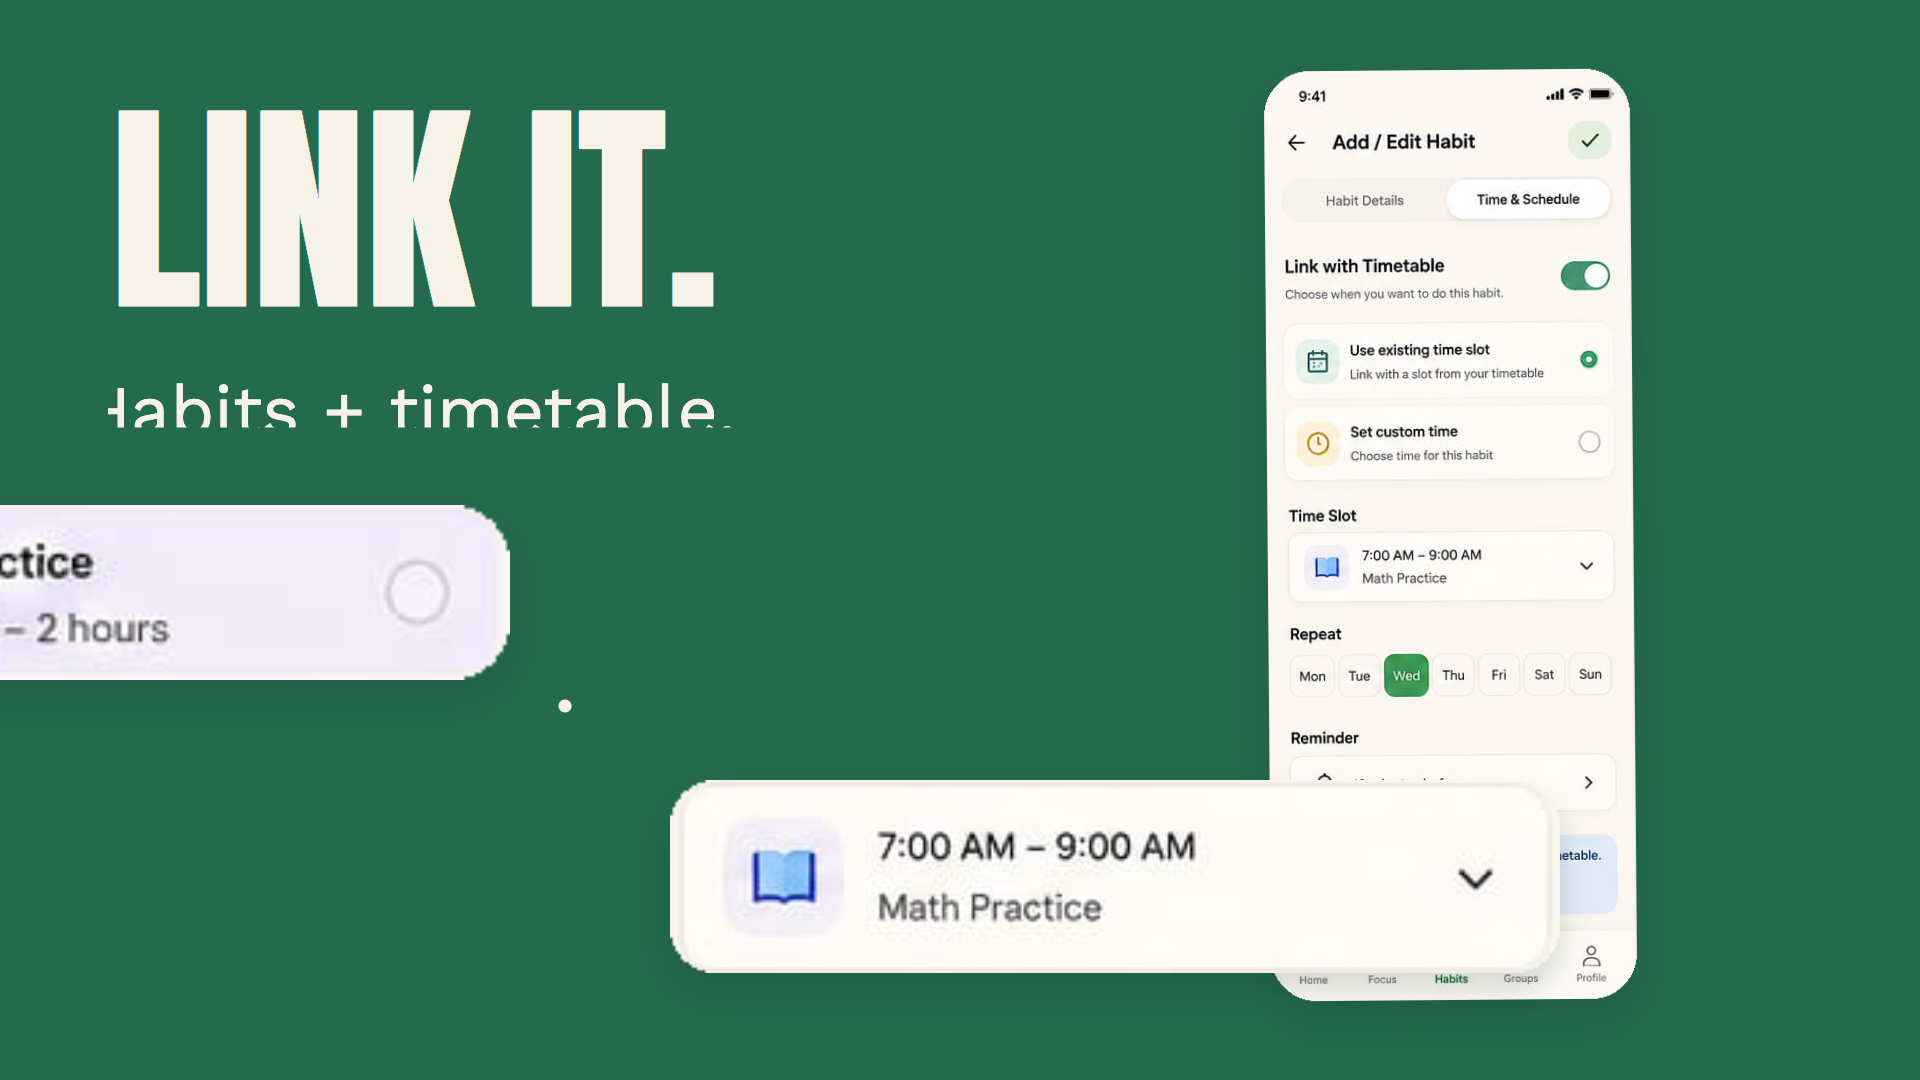 LINK IT.
Habits + timetable.
ctice
– 2 hours
9:41
Add / Edit Habit
Habit Details
Time & Schedule
Link with Timetable
Choose when you want to do this habit.
Use existing time slot
Link with a slot from your timetable
Set custom time
Choose time for this habit
Time Slot
7:00 AM – 9:00 AM
Math Practice
Repeat
Mon Tue Wed Thu Fri Sat Sun
Reminder
7:00 AM – 9:00 AM
Math Practice
etable.
Home Focus Habits Groups Profile